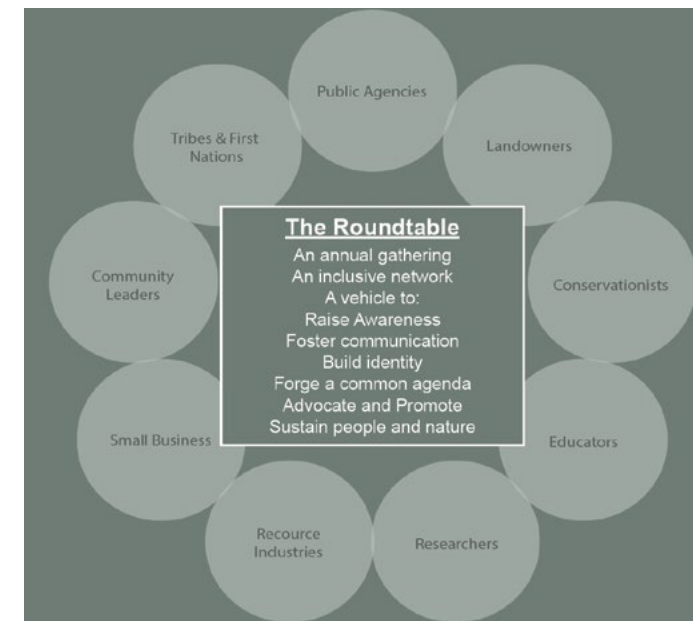 Public Agencies
Landowners
Conservationists
Educators
Researchers
Recource
Industries
Small Business
Community
Leaders
Tribes & First
Nations
The Roundtable
An annual gathering
An inclusive network
A vehicle to:
Raise Awareness
Foster communication
Build identity
Forge a common agenda
Advocate and Promote
Sustain people and nature